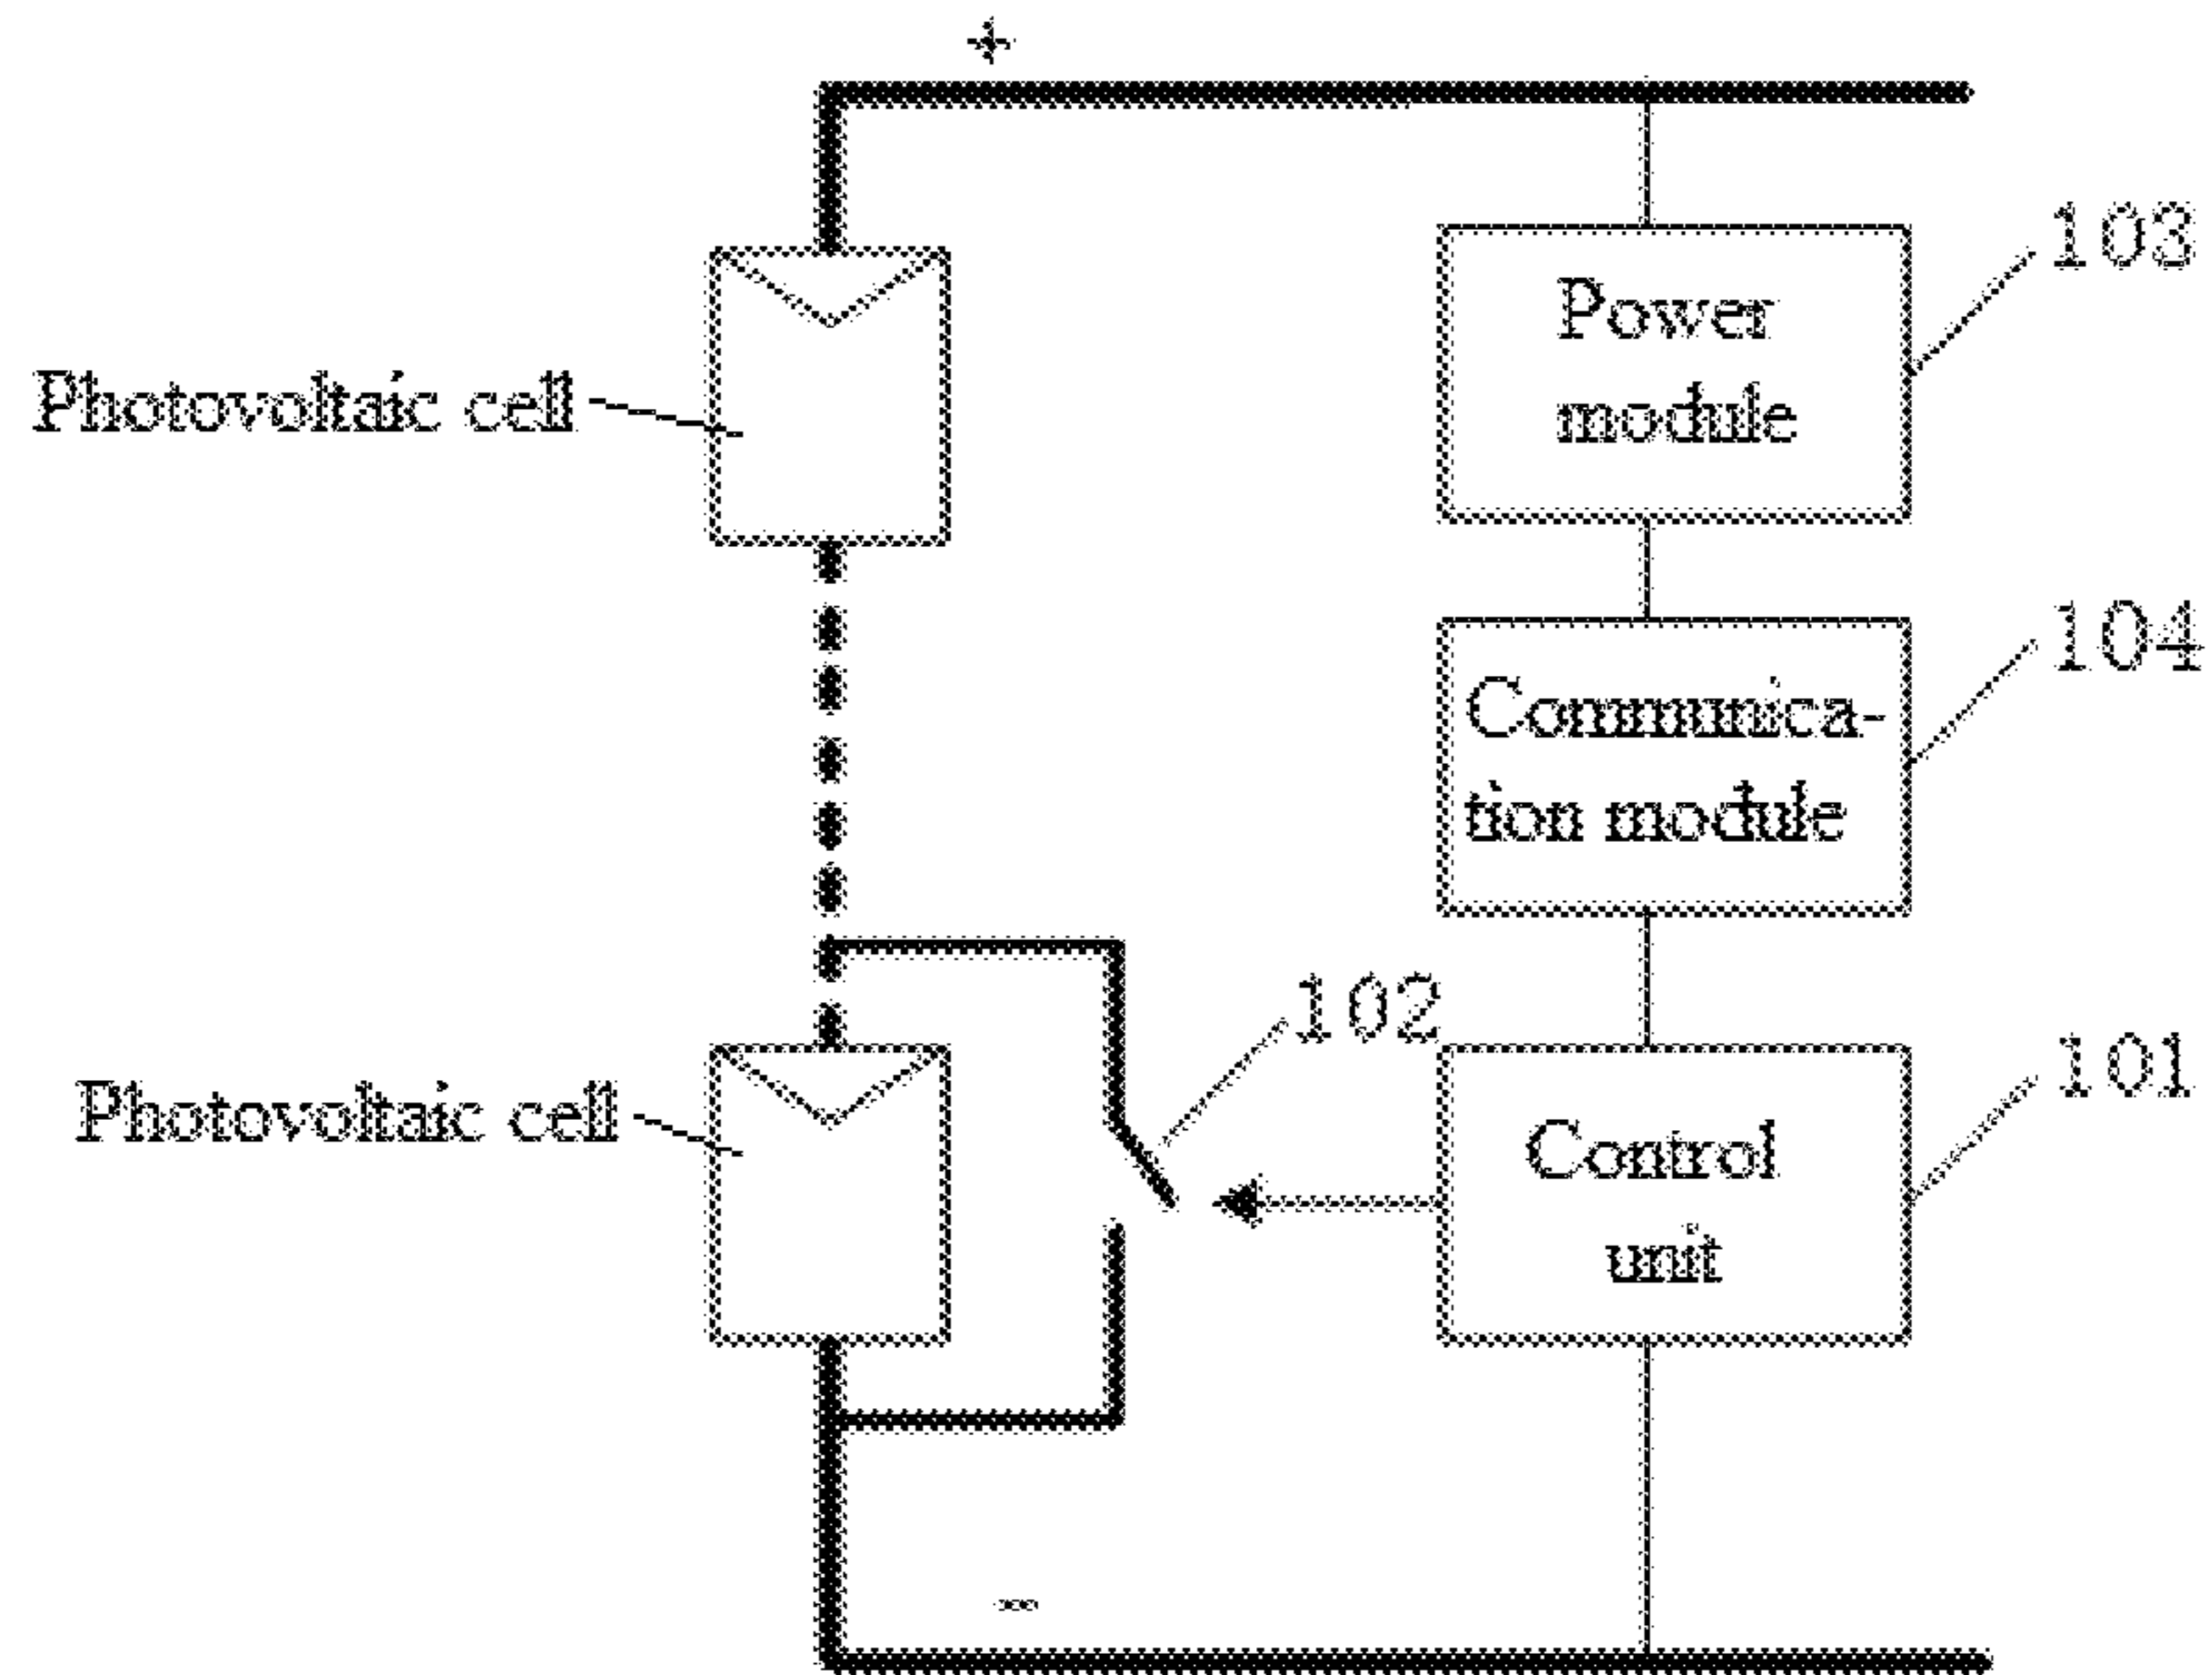 +
103
Power
module
Photovoltaic cell
104
Communica-
tion module
102
101
Photovoltaic cell
Control
unit
-